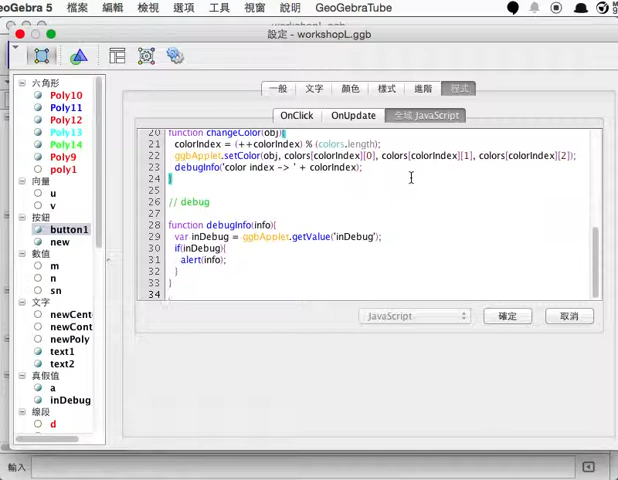 GeoGebra 5 檔案 編輯 檢視 選項 工具 視窗 說明 GeoGebraTube
workshopL.ggb
設定 - workshopL.ggb
一般 文字 顏色 樣式 進階 程式
OnClick OnUpdate 全域 JavaScript
六角形
Poly10
Poly11
Poly12
Poly13
Poly14
Poly9
poly1
向量
u
v
按鈕
button1
new
數值
m
n
sn
文字
newCent
newCont
newPoly
text1
text2
真假值
a
inDebug
線段
d
20 function changeColor(obj){
21 colorIndex = (++colorIndex) % (colors.length);
22 ggbApplet.setColor(obj, colors[colorIndex][0], colors[colorIndex][1], colors[colorIndex][2]);
23 debugInfo('color index -> ' + colorIndex);
24 }
25
26 // debug
27
28 function debugInfo(info){
29 var inDebug = ggbApplet.getValue('inDebug');
30 if(inDebug){
31 alert(info);
32 }
33 }
34
JavaScript 確定 取消
輸入